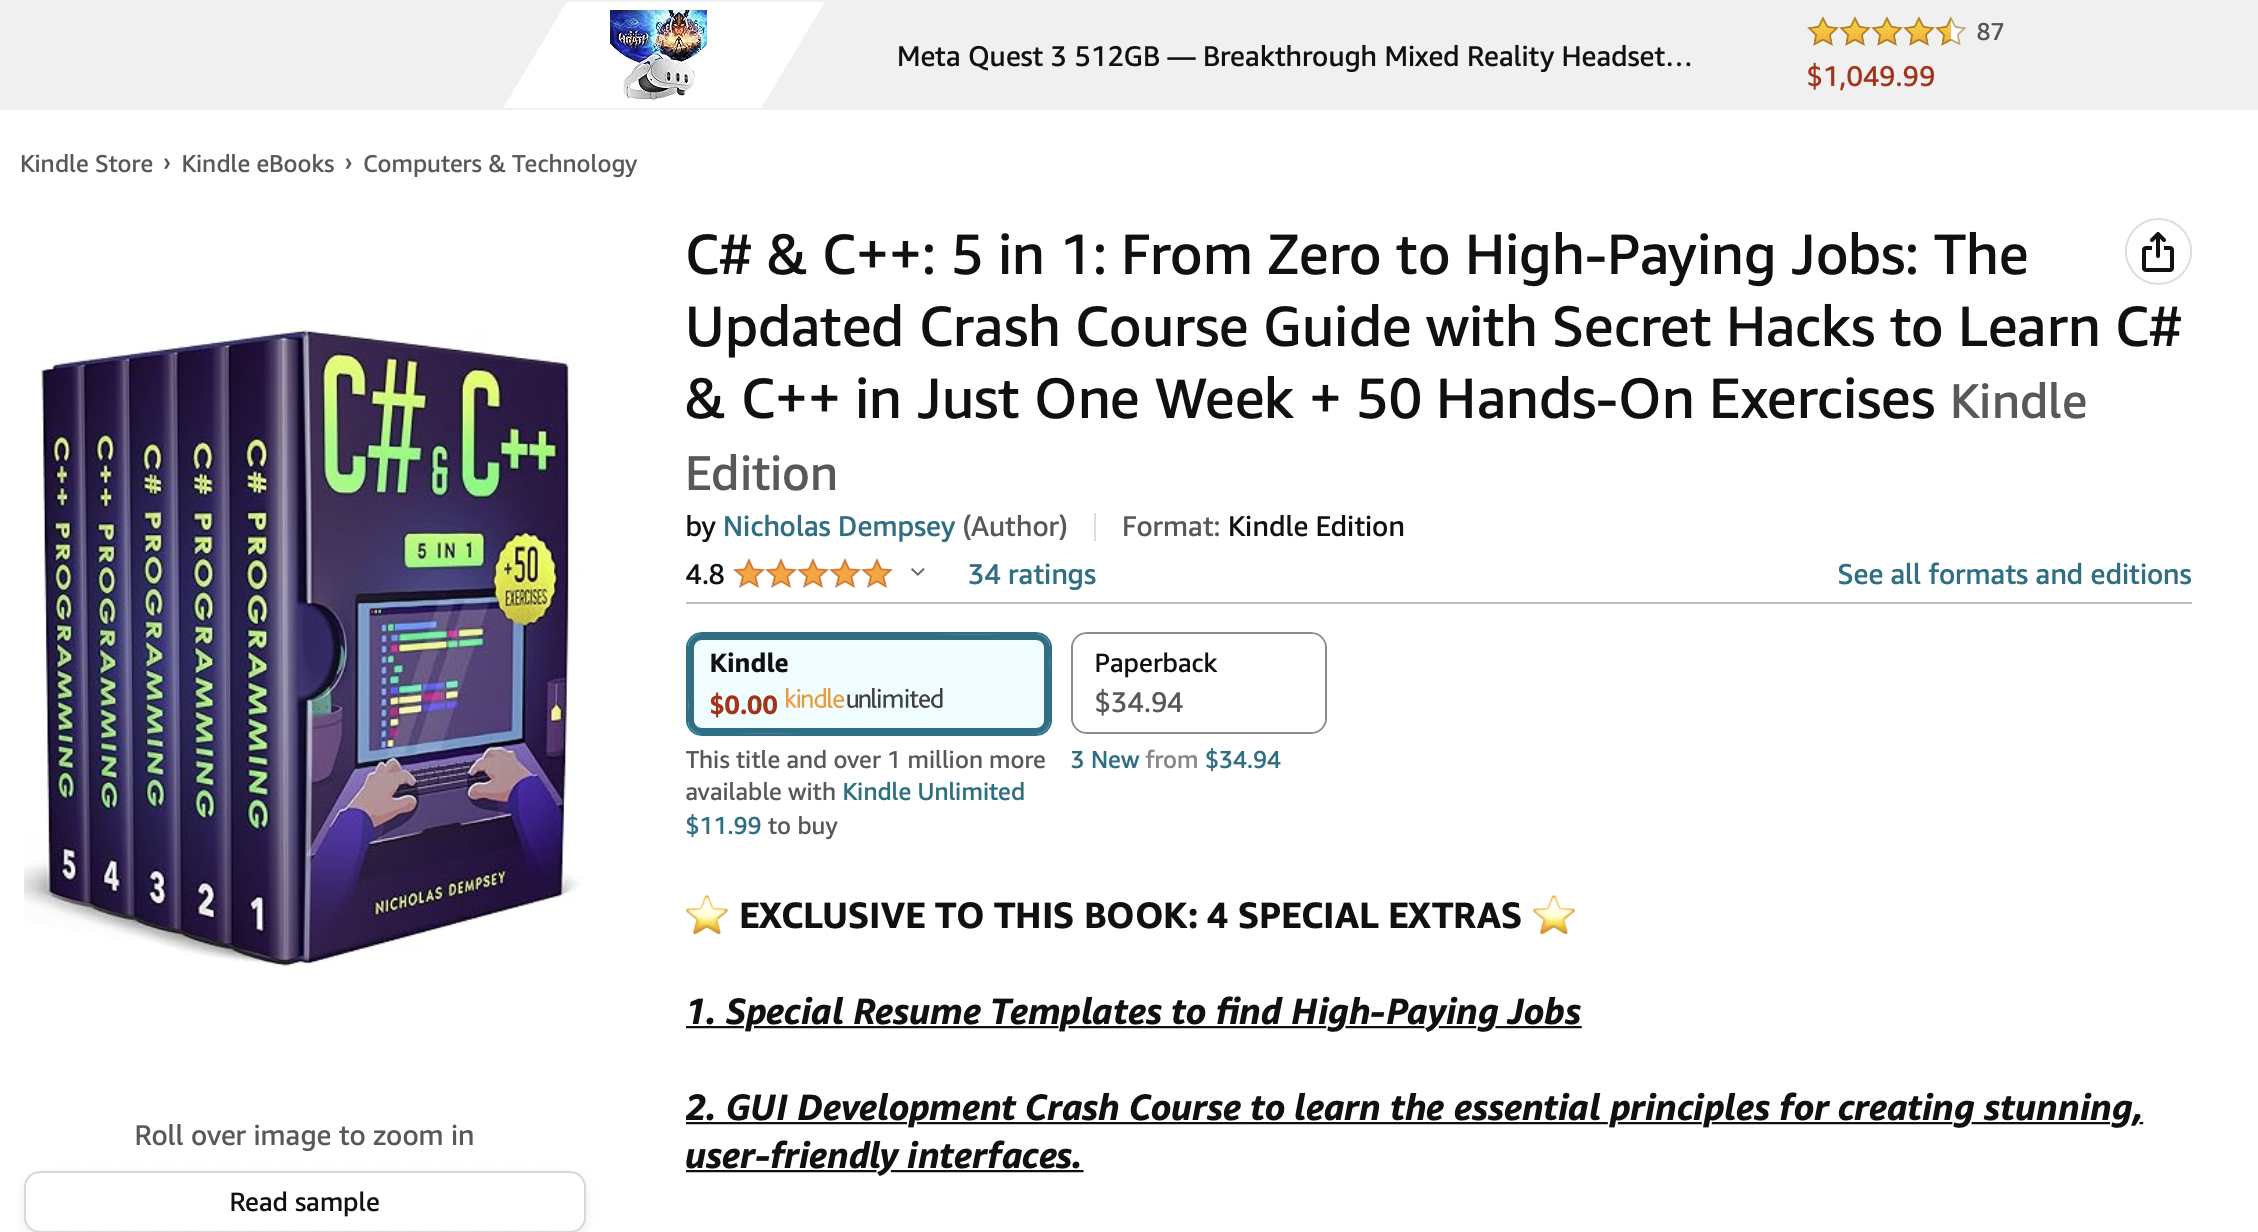 WRATH
Meta Quest 3 512GB — Breakthrough Mixed Reality Headset...
87
$1,049.99
Kindle Store › Kindle eBooks › Computers & Technology
C# & C++: 5 in 1: From Zero to High-Paying Jobs: The
Updated Crash Course Guide with Secret Hacks to Learn C#
& C++ in Just One Week + 50 Hands-On Exercises Kindle
Edition
by Nicholas Dempsey (Author)
Format: Kindle Edition
4.8
34 ratings
See all formats and editions
Kindle
$0.00 kindleunlimited
Paperback
$34.94
This title and over 1 million more
available with Kindle Unlimited
$11.99 to buy
3 New from $34.94
⭐ EXCLUSIVE TO THIS BOOK: 4 SPECIAL EXTRAS ⭐
1. Special Resume Templates to find High-Paying Jobs
2. GUI Development Crash Course to learn the essential principles for creating stunning,
user-friendly interfaces.
C++ PROGRAMMING 5
C++ PROGRAMMING 4
C# PROGRAMMING 3
C# PROGRAMMING 2
C# PROGRAMMING 1
C# & C++
5 IN 1
+50
EXERCISES
NICHOLAS DEMPSEY
Roll over image to zoom in
Read sample